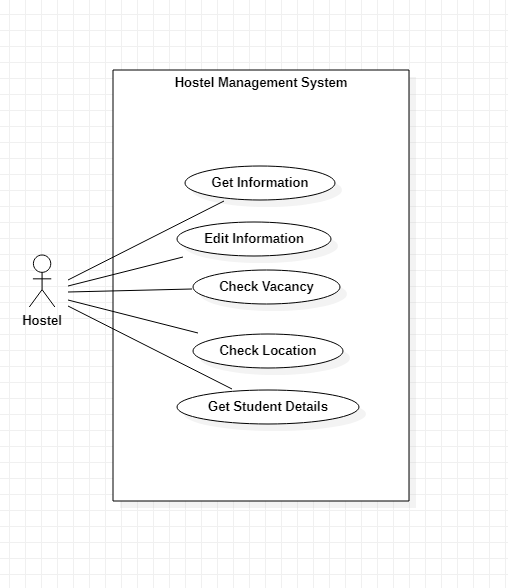 Hostel Management System
Get Information
Edit Information
Check Vacancy
Hostel
Check Location
Get Student Details